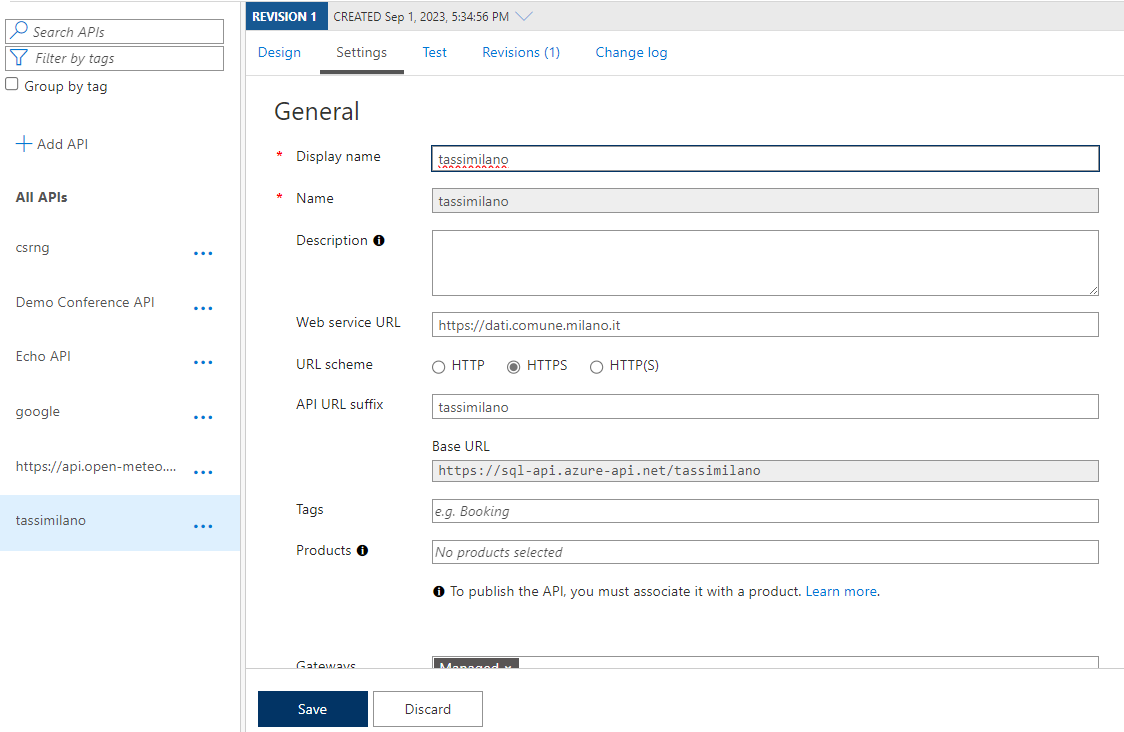 Search APIs
Filter by tags
Group by tag
Add API
All APIs
csrng
Demo Conference API
Echo API
google
https://api.open-meteo....
tassimilano
REVISION 1 CREATED Sep 1, 2023, 5:34:56 PM
Design Settings Test Revisions (1) Change log
General
* Display name tassimilano
* Name tassimilano
Description
Web service URL https://dati.comune.milano.it
URL scheme HTTP HTTPS HTTP(S)
API URL suffix tassimilano
Base URL
https://sql-api.azure-api.net/tassimilano
Tags e.g. Booking
Products No products selected
To publish the API, you must associate it with a product. Learn more.
Gateways Managed ×
Save Discard